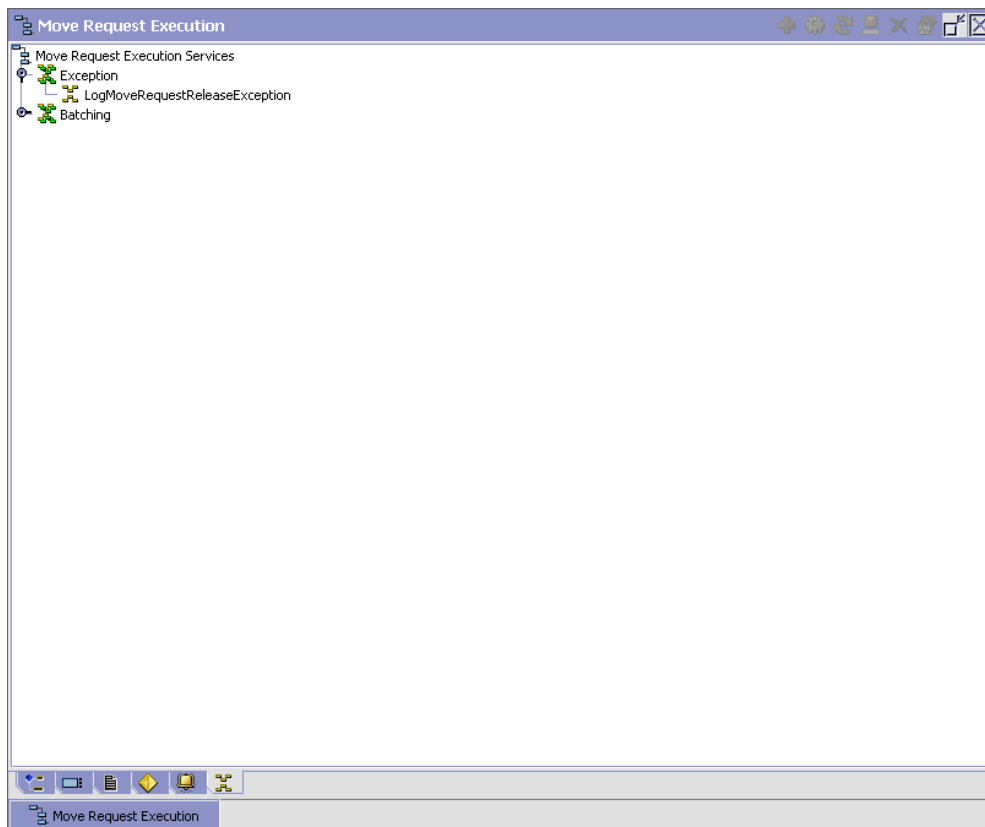 Move Request Execution
Move Request Execution Services
Exception
LogMoveRequestReleaseException
Batching
Move Request Execution